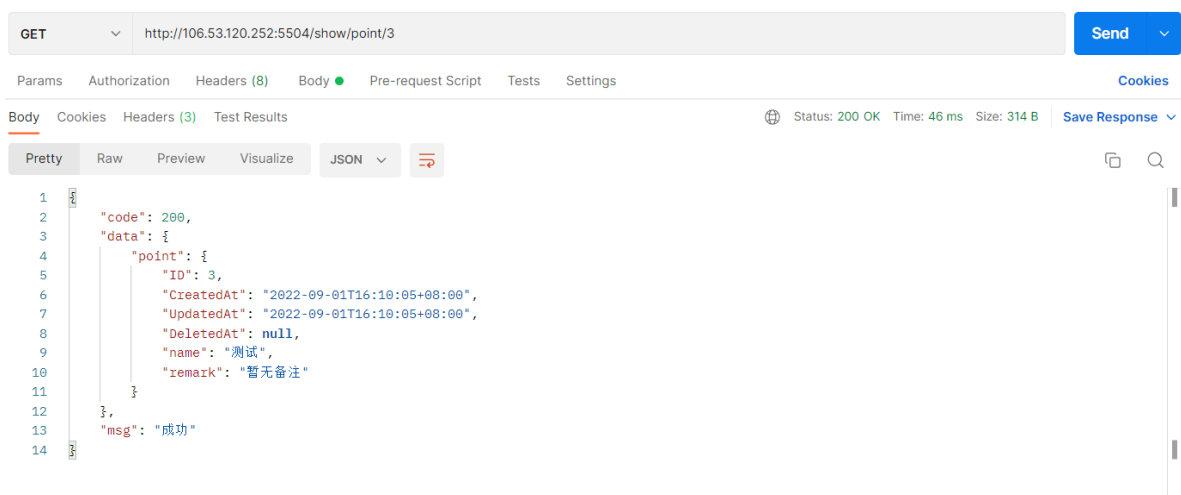 GET http://106.53.120.252:5504/show/point/3 Send
Params Authorization Headers (8) Body Pre-request Script Tests Settings Cookies
Body Cookies Headers (3) Test Results Status: 200 OK Time: 46 ms Size: 314 B Save Response
Pretty Raw Preview Visualize JSON
1 {
2 "code": 200,
3 "data": {
4 "point": {
5 "ID": 3,
6 "CreatedAt": "2022-09-01T16:10:05+08:00",
7 "UpdatedAt": "2022-09-01T16:10:05+08:00",
8 "DeletedAt": null,
9 "name": "测试",
10 "remark": "暂无备注"
11 }
12 },
13 "msg": "成功"
14 }